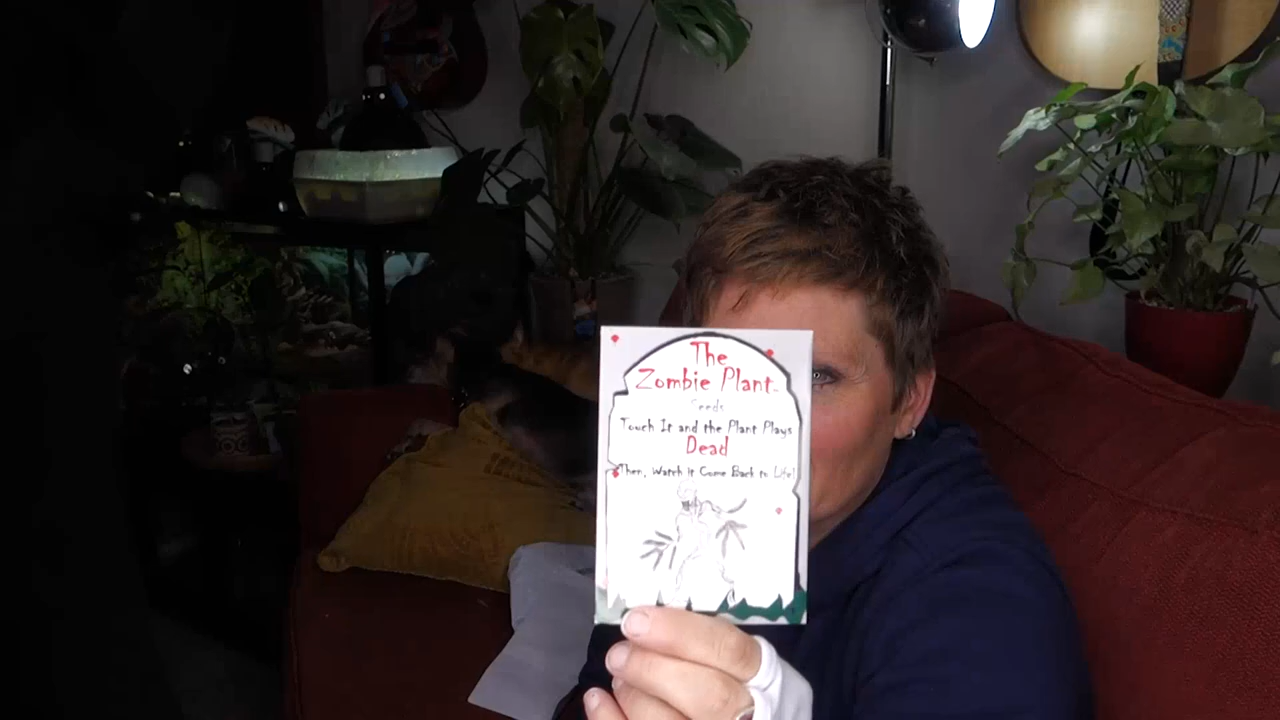 The
Zombie Plant
Seeds
Touch It and the Plant Plays
Dead
Then, Watch it Come Back to Life!